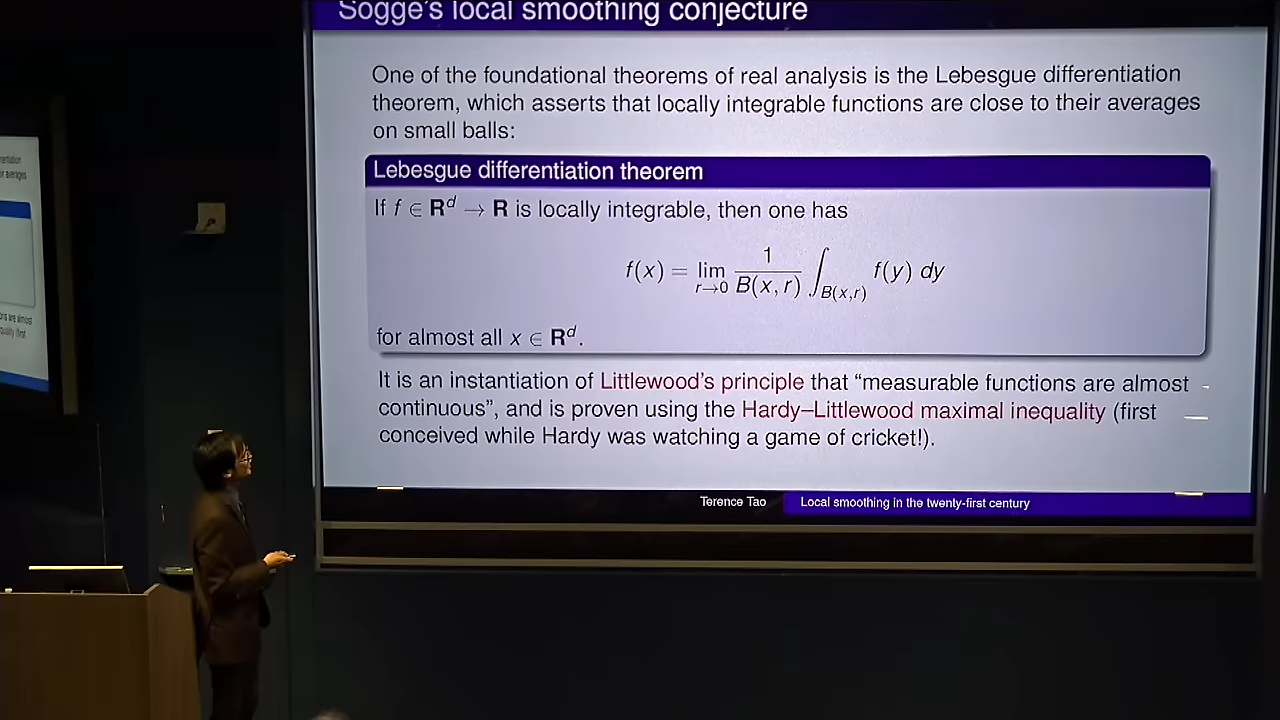 Sogge's local smoothing conjecture
One of the foundational theorems of real analysis is the Lebesgue differentiation
theorem, which asserts that locally integrable functions are close to their averages
on small balls:
Lebesgue differentiation theorem
If f ∈ R^d → R is locally integrable, then one has
f(x) = lim_{r→0} 1/B(x, r) ∫_{B(x,r)} f(y) dy
for almost all x ∈ R^d.
It is an instantiation of Littlewood's principle that “measurable functions are almost
continuous”, and is proven using the Hardy–Littlewood maximal inequality (first
conceived while Hardy was watching a game of cricket!).
Terence Tao Local smoothing in the twenty-first century